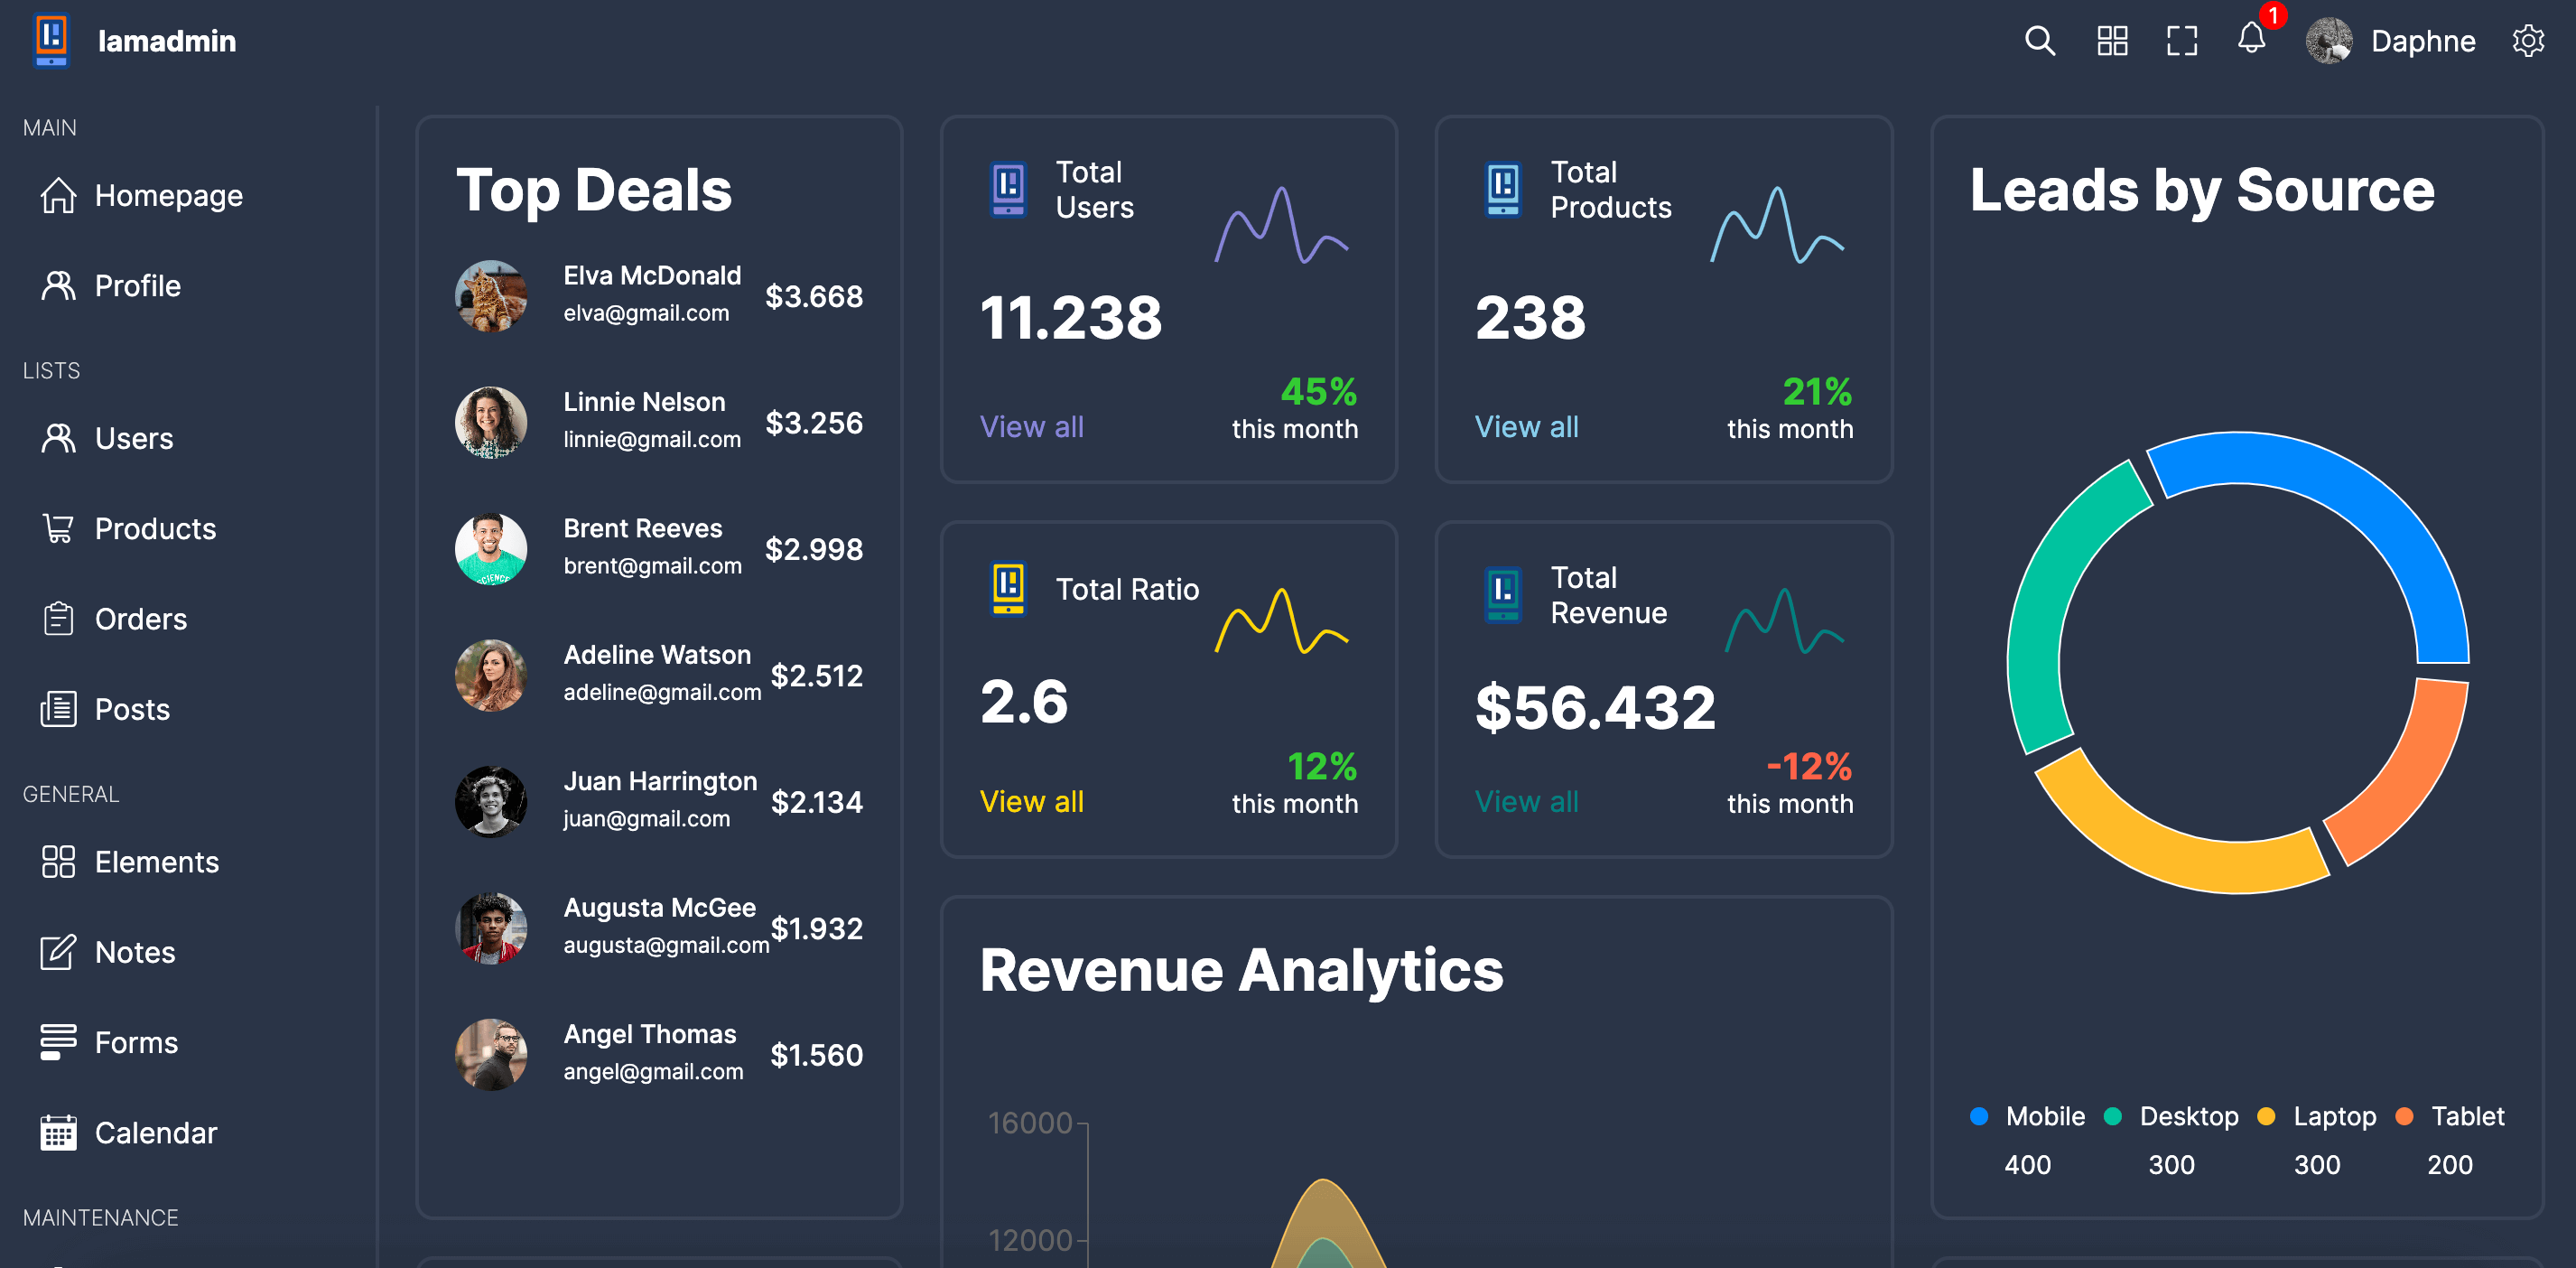 lamadmin
1
Daphne
MAIN
Homepage
Profile
LISTS
Users
Products
Orders
Posts
GENERAL
Elements
Notes
Forms
Calendar
MAINTENANCE
Top Deals
Elva McDonald
elva@gmail.com
$3.668
Linnie Nelson
linnie@gmail.com
$3.256
Brent Reeves
brent@gmail.com
$2.998
Adeline Watson
adeline@gmail.com
$2.512
Juan Harrington
juan@gmail.com
$2.134
Augusta McGee
augusta@gmail.com
$1.932
Angel Thomas
angel@gmail.com
$1.560
Total
Users
11.238
View all
45%
this month
Total
Products
238
View all
21%
this month
Total Ratio
2.6
View all
12%
this month
Total
Revenue
$56.432
View all
-12%
this month
Revenue Analytics
16000
12000
Leads by Source
Mobile
400
Desktop
300
Laptop
300
Tablet
200